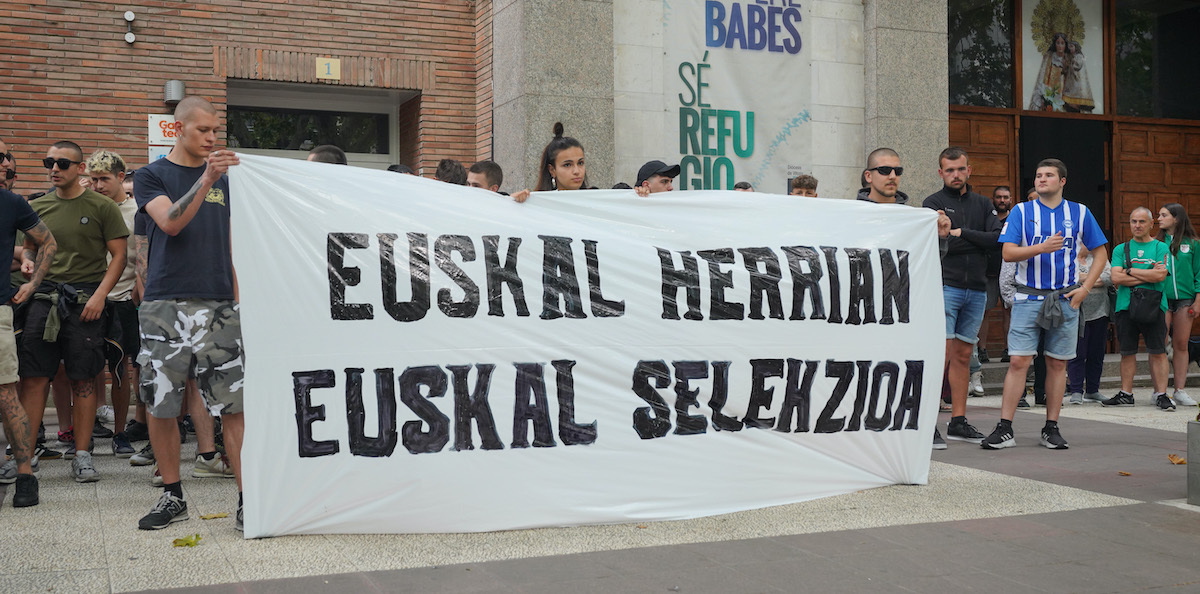 BABES
SÉ
REFU
GIO
1
EUSKAL HERRIAN
EUSKAL SELEKZIOA